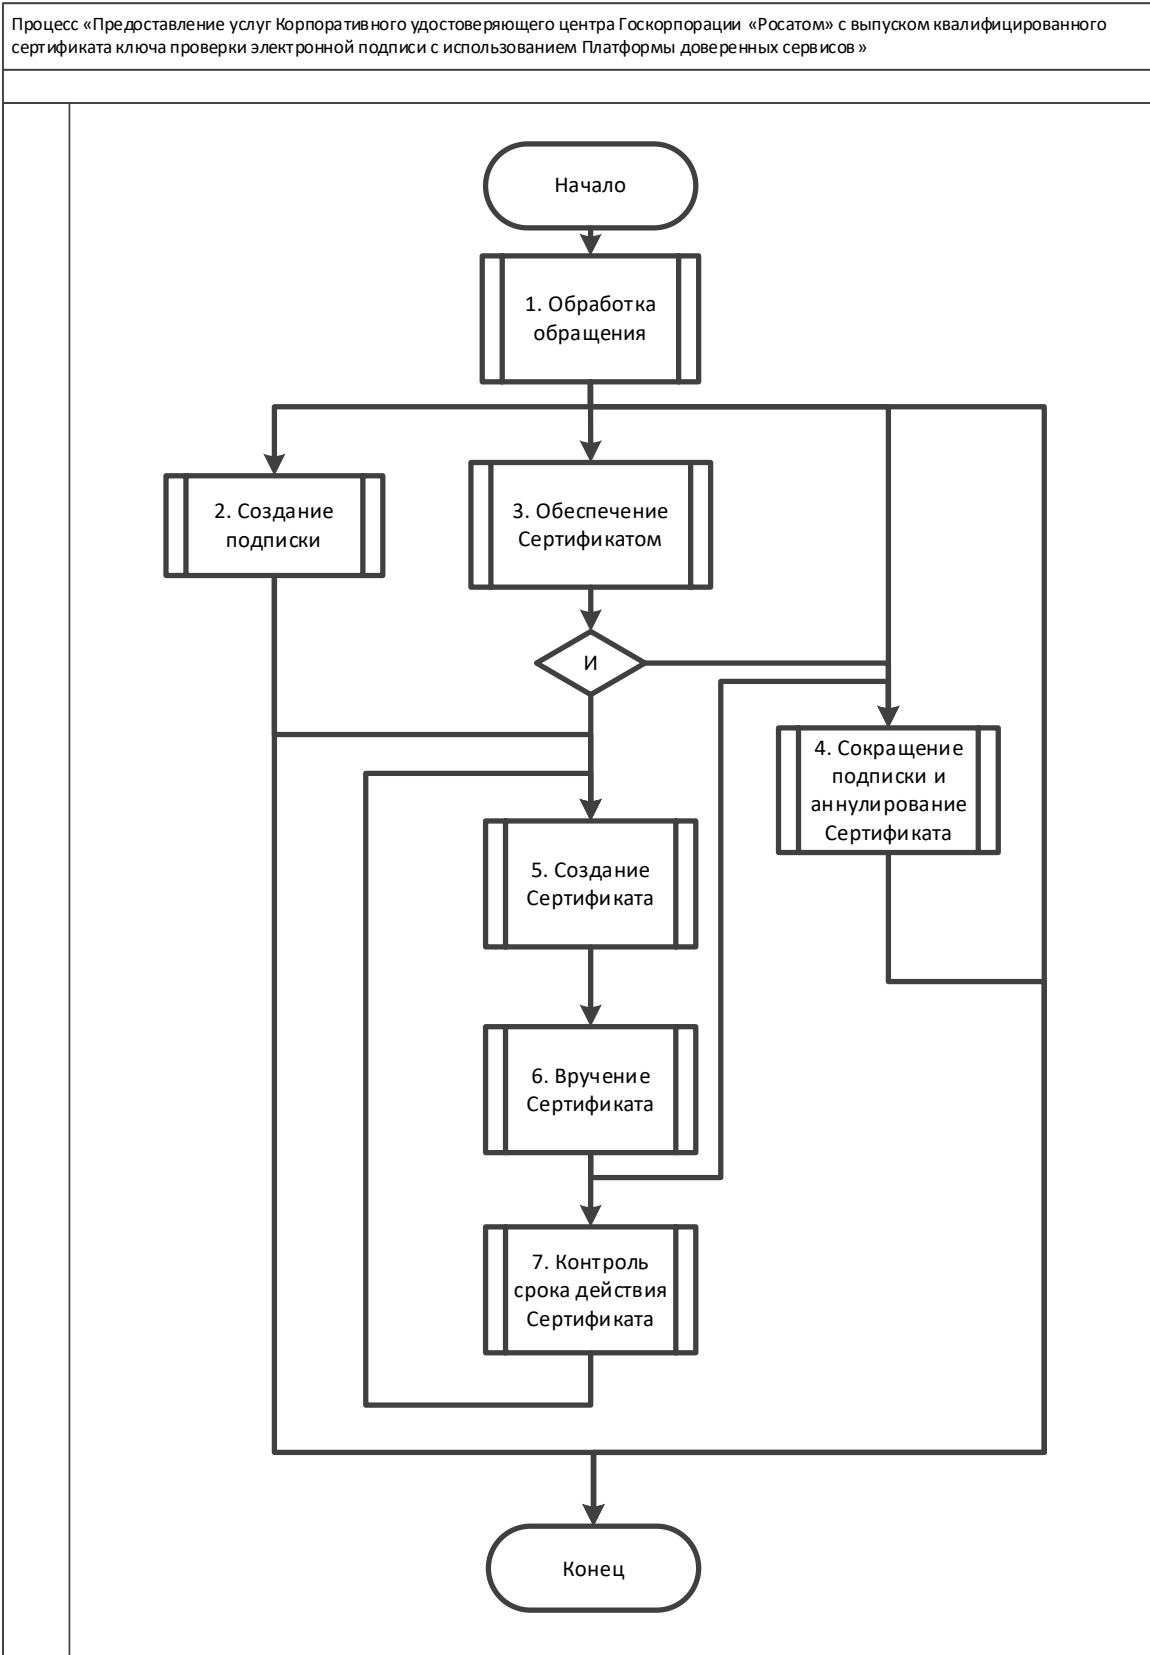 Процесс «Предоставление услуг Корпоративного удостоверяющего центра Госкорпорации «Росатом» с выпуском квалифицированного
сертификата ключа проверки электронной подписи с использованием Платформы доверенных сервисов»
Начало
1. Обработка
обращения
2. Создание
подписки
3. Обеспечение
Сертификатом
И
4. Сокращение
подписки и
аннулирование
Сертификата
5. Создание
Сертификата
6. Вручение
Сертификата
7. Контроль
срока действия
Сертификата
Конец